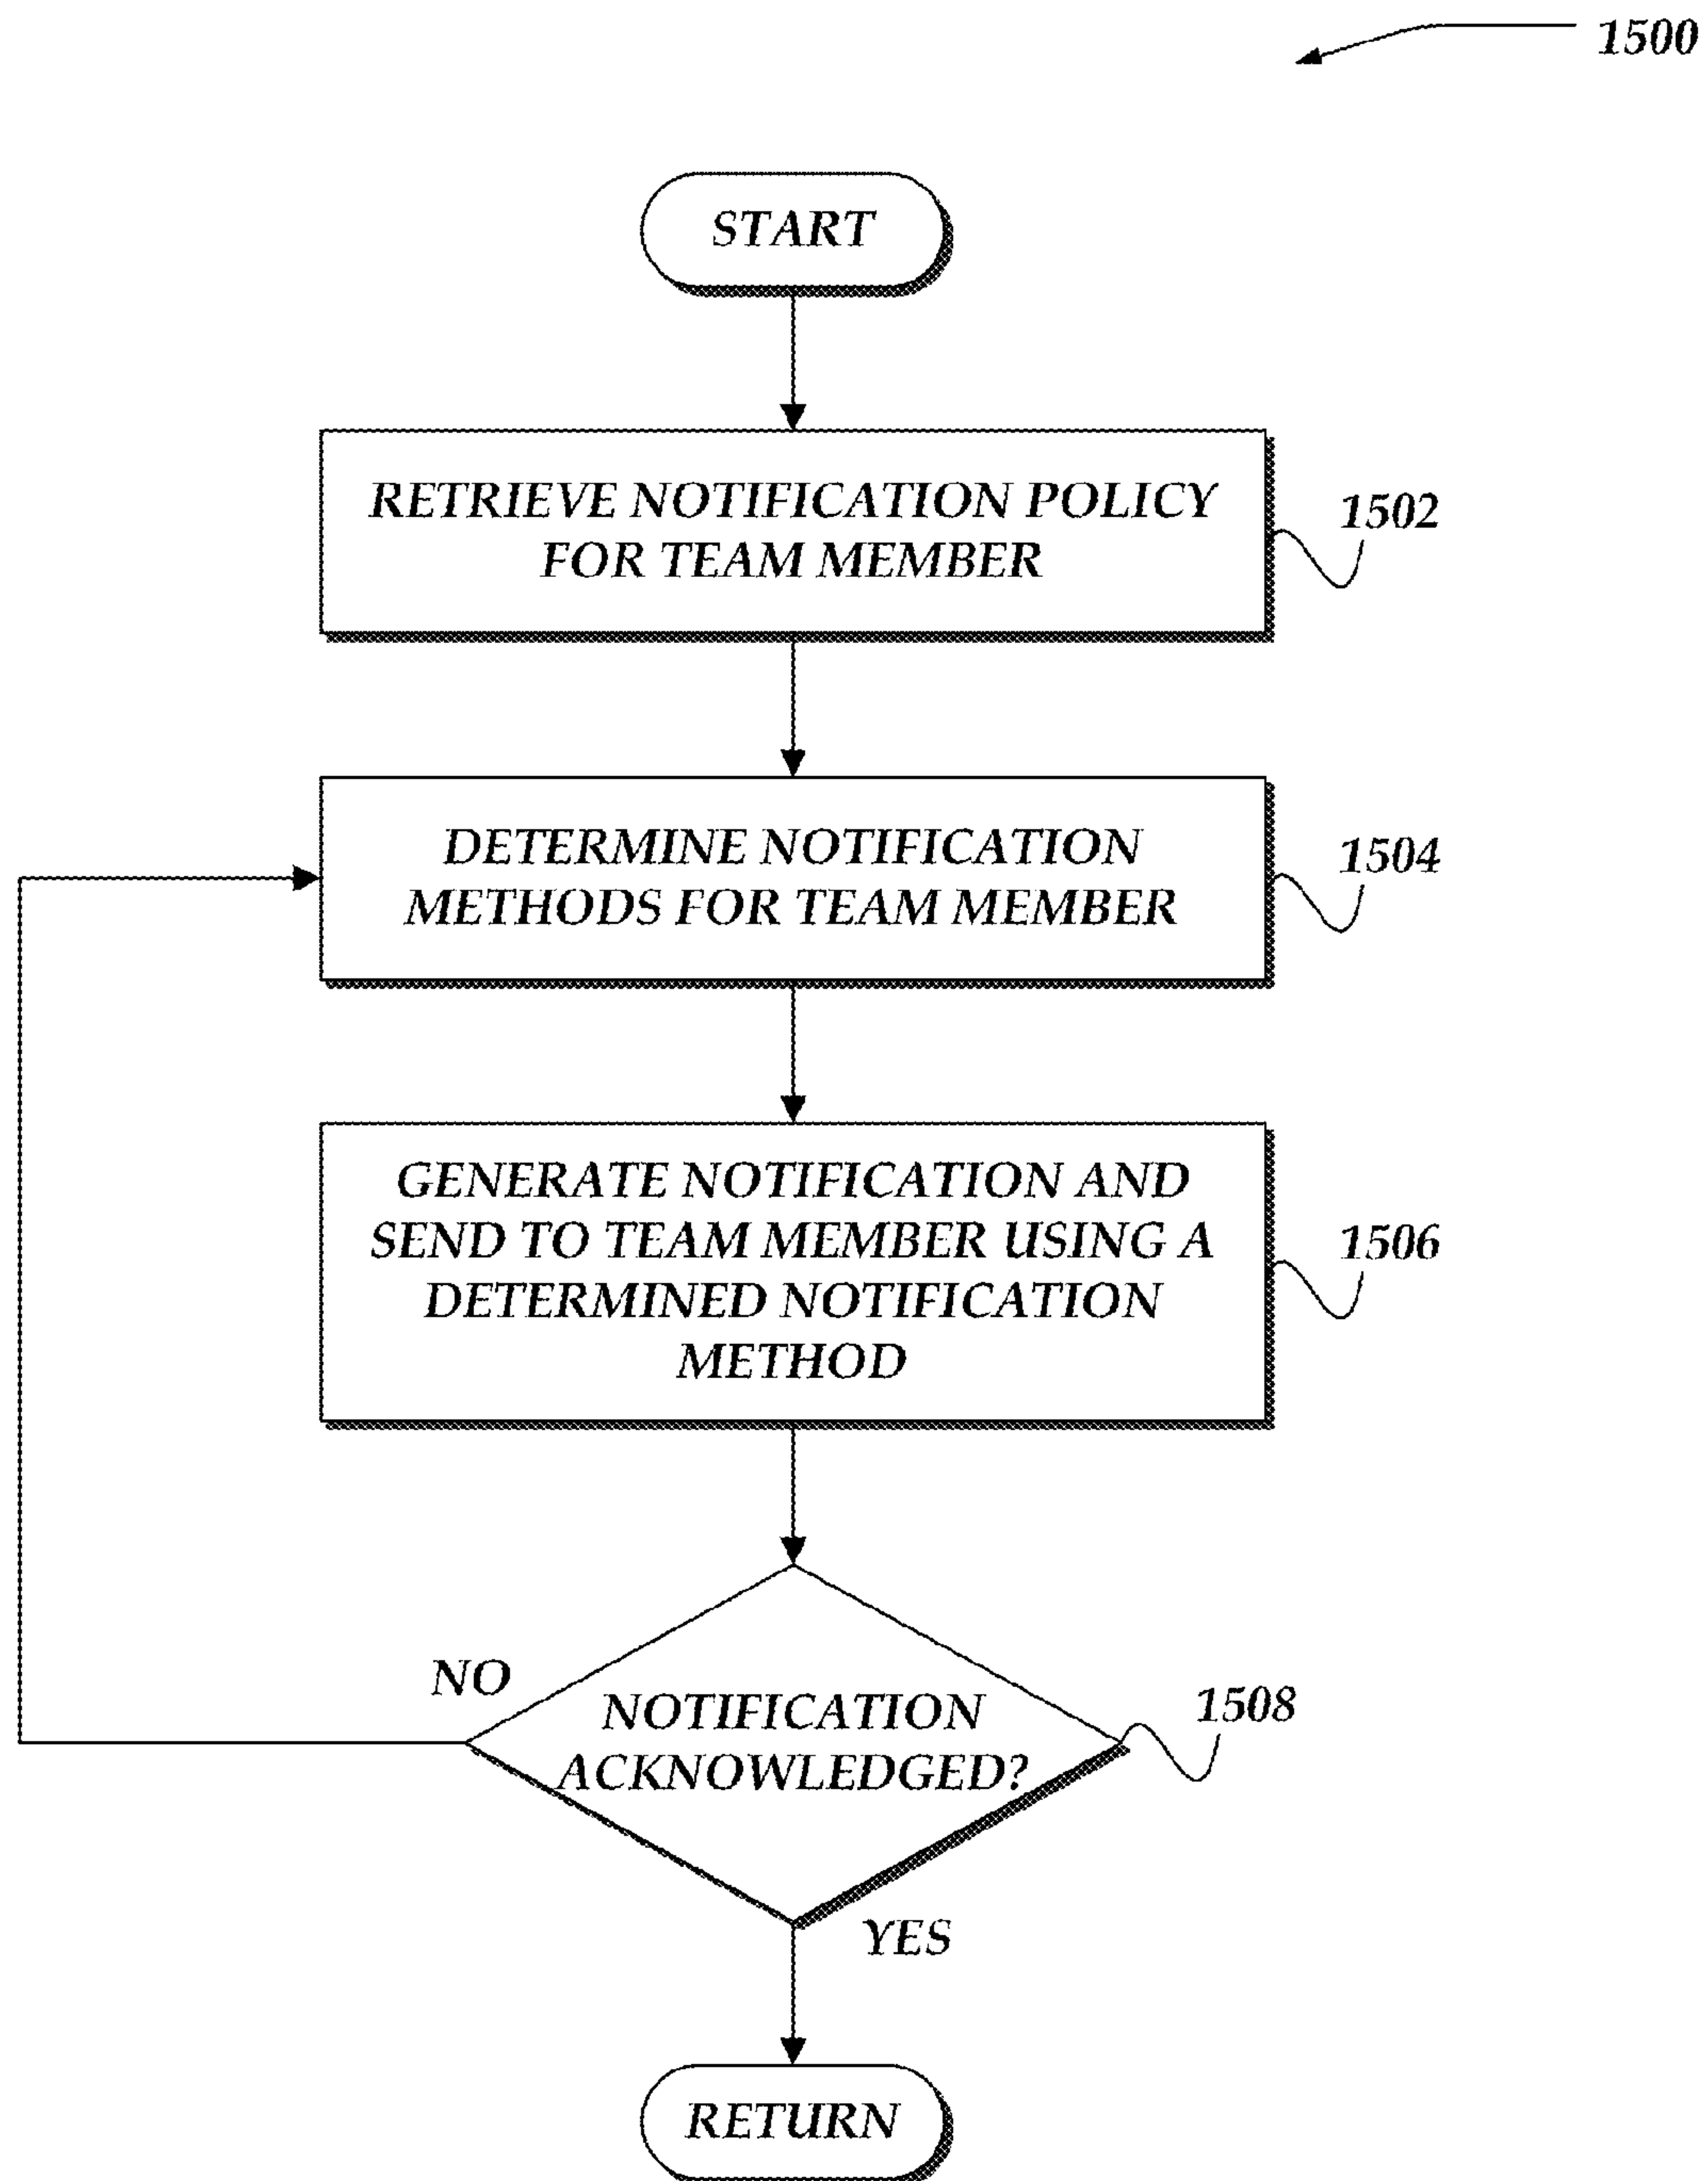 1500
START
RETRIEVE NOTIFICATION POLICY
FOR TEAM MEMBER
1502
DETERMINE NOTIFICATION
METHODS FOR TEAM MEMBER
1504
GENERATE NOTIFICATION AND
SEND TO TEAM MEMBER USING A
DETERMINED NOTIFICATION
METHOD
1506
NO
NOTIFICATION
ACKNOWLEDGED?
1508
YES
RETURN